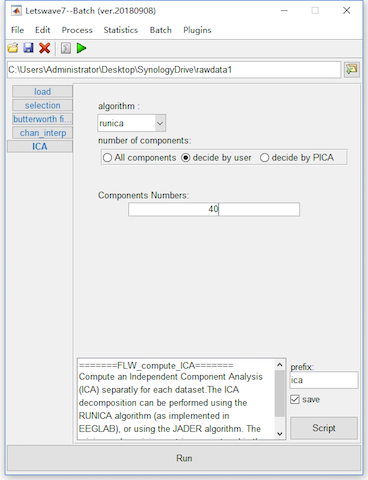 Letswave7--Batch (ver.20180908)
File Edit Process Statistics Batch Plugins
C:\Users\Administrator\Desktop\SynologyDrive\rawdata1
load
selection
butterworth fi...
chan_interp
ICA
algorithm :
runica
number of components:
All components decide by user decide by PICA
Components Numbers:
40
=======FLW_compute_ICA=======
Compute an Independent Component Analysis
(ICA) separatly for each dataset.The ICA
decomposition can be performed using the
RUNICA algorithm (as implemented in
EEGLAB), or using the JADER algorithm. The
prefix:
ica
save
Script
Run